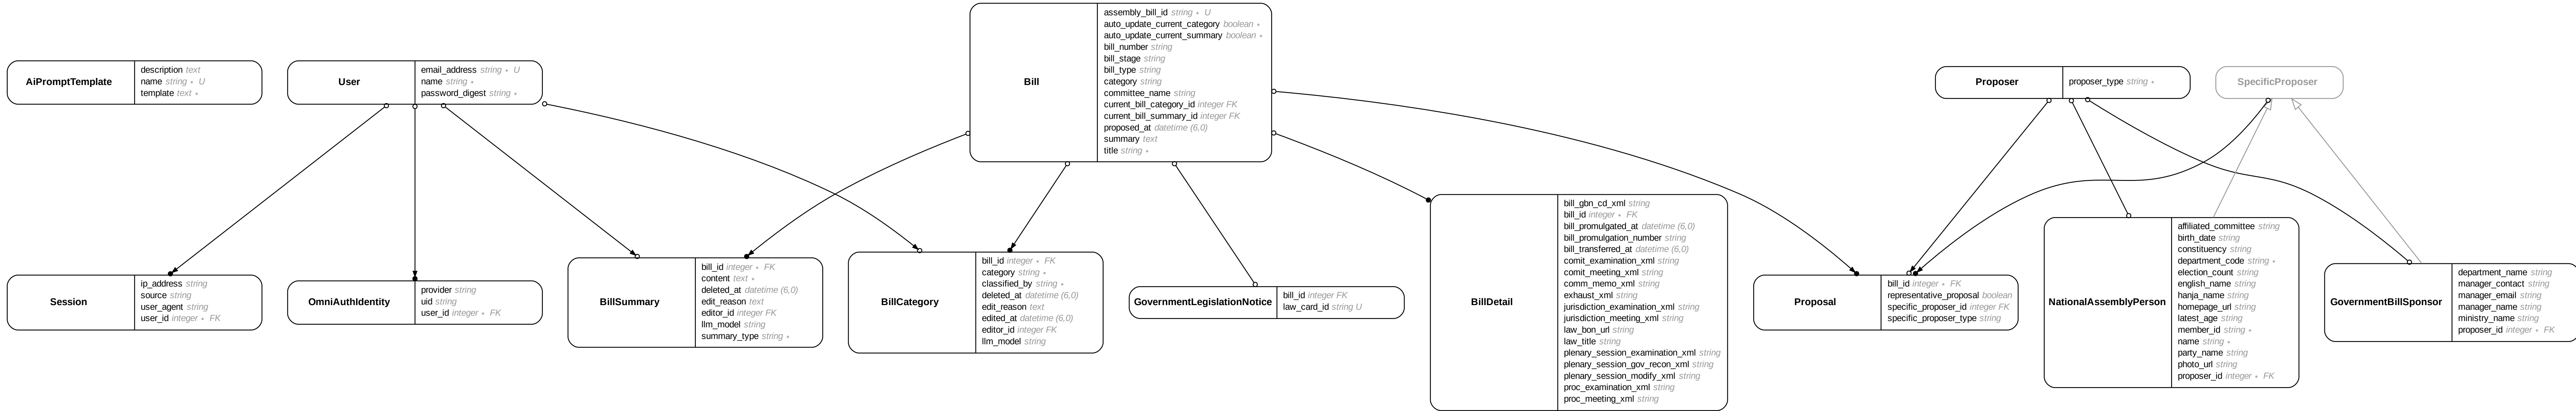 AiPromptTemplate
description text
name string ∗ U
template text ∗
User
email_address string ∗ U
name string ∗
password_digest string ∗
Bill
assembly_bill_id string ∗ U
auto_update_current_category boolean ∗
auto_update_current_summary boolean ∗
bill_number string
bill_stage string
bill_type string
category string
committee_name string
current_bill_category_id integer FK
current_bill_summary_id integer FK
proposed_at datetime (6,0)
summary text
title string ∗
Proposer
proposer_type string ∗
SpecificProposer
Session
ip_address string
source string
user_agent string
user_id integer ∗ FK
OmniAuthIdentity
provider string
uid string
user_id integer ∗ FK
BillSummary
bill_id integer ∗ FK
content text ∗
deleted_at datetime (6,0)
edit_reason text
editor_id integer FK
llm_model string
summary_type string ∗
BillCategory
bill_id integer ∗ FK
category string ∗
classified_by string ∗
deleted_at datetime (6,0)
edit_reason text
edited_at datetime (6,0)
editor_id integer FK
llm_model string
GovernmentLegislationNotice
bill_id integer FK
law_card_id string U
BillDetail
bill_gbn_cd_xml string
bill_id integer ∗ FK
bill_promulgated_at datetime (6,0)
bill_promulgation_number string
bill_transferred_at datetime (6,0)
comit_examination_xml string
comit_meeting_xml string
comm_memo_xml string
exhaust_xml string
jurisdiction_examination_xml string
jurisdiction_meeting_xml string
law_bon_url string
law_title string
plenary_session_examination_xml string
plenary_session_gov_recon_xml string
plenary_session_modify_xml string
proc_examination_xml string
proc_meeting_xml string
Proposal
bill_id integer ∗ FK
representative_proposal boolean
specific_proposer_id integer FK
specific_proposer_type string
NationalAssemblyPerson
affiliated_committee string
birth_date string
constituency string
department_code string ∗
election_count string
english_name string
hanja_name string
homepage_url string
latest_age string
member_id string ∗
name string ∗
party_name string
photo_url string
proposer_id integer ∗ FK
GovernmentBillSponsor
department_name string
manager_contact string
manager_email string
manager_name string
ministry_name string
proposer_id integer ∗ FK